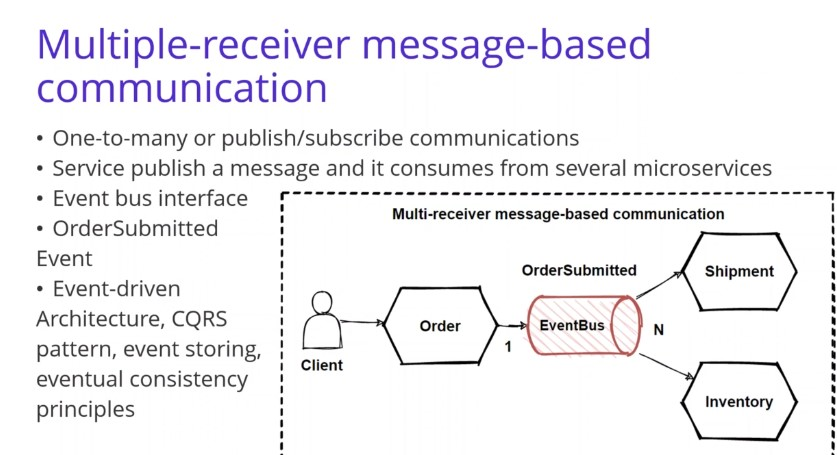 Multiple-receiver message-based
communication
• One-to-many or publish/subscribe communications
• Service publish a message and it consumes from several microservices
• Event bus interface
• OrderSubmitted
Event
• Event-driven
Architecture, CQRS
pattern, event storing,
eventual consistency
principles
Multi-receiver message-based communication
OrderSubmitted
Shipment
Order
EventBus
1
N
Client
Inventory